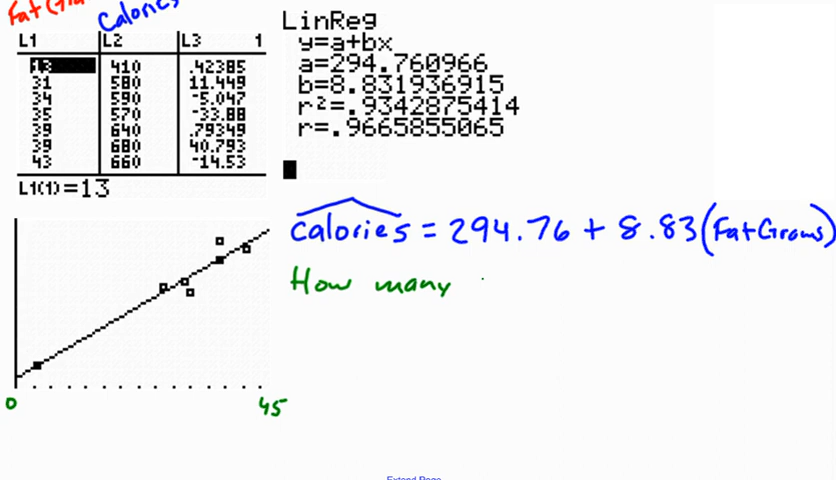 Calories
L1 L2 L3 1
13 410 .42385
31 580 11.449
34 590 -5.047
35 570 -33.88
39 640 .79349
39 680 40.793
43 660 -14.53
L1(1)=13
LinReg
y=a+bx
a=294.760966
b=8.831936915
r²=.9342875414
r=.9665855065
calories = 294.76 + 8.83(FatGrams)
How many
0 45
Extend Page